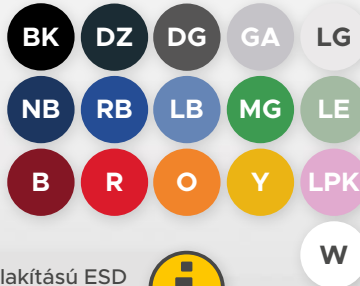 BK DZ DG GA LG
NB RB LB MG LE
B R O Y LPK
W
lakítású ESD